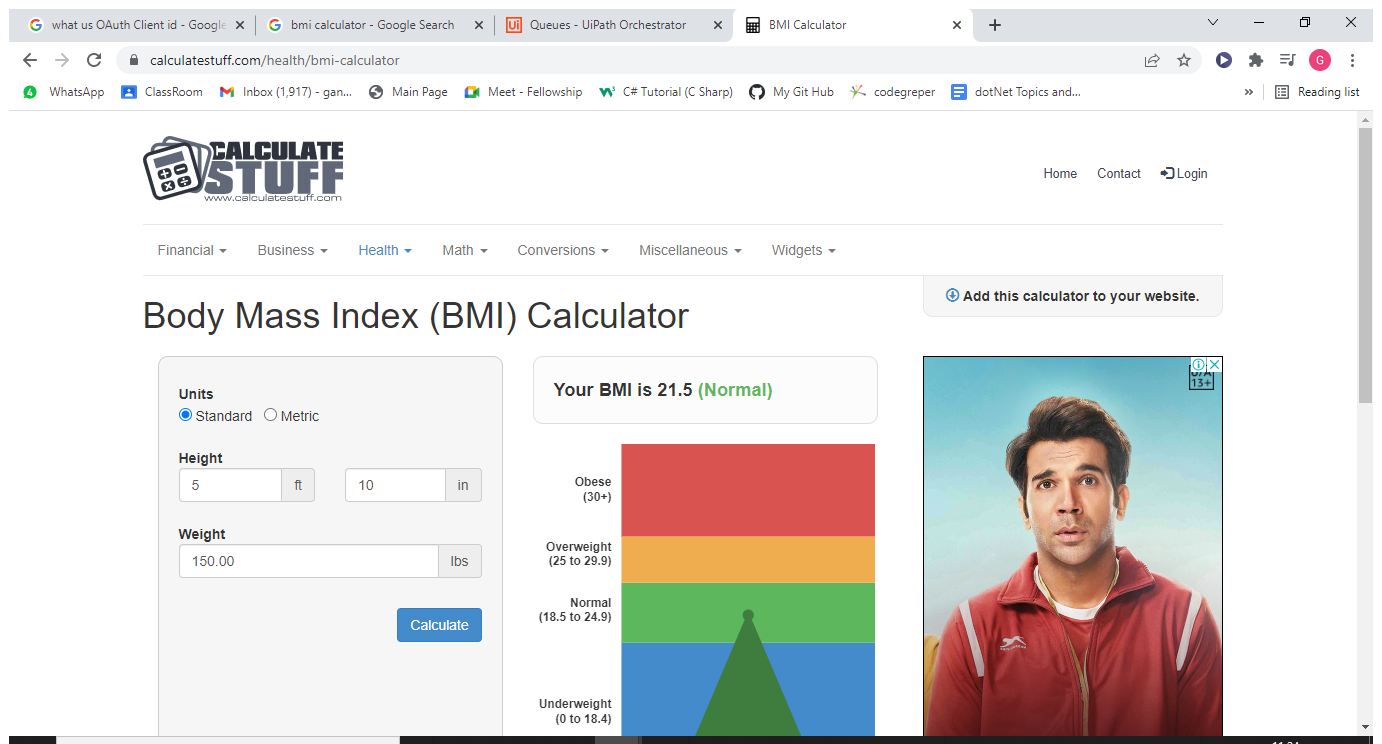 what us OAuth Client id - Google
bmi calculator - Google Search
Ui Queues - UiPath Orchestrator
BMI Calculator
calculatestuff.com/health/bmi-calculator
G
4 WhatsApp
ClassRoom
Inbox (1,917) - gan...
Main Page
Meet - Fellowship
C# Tutorial (C Sharp)
My Git Hub
codegreper
dotNet Topics and...
»
Reading list
CALCULATE
STUFF
www.calculatestuff.com
Home Contact Login
Financial Business Health Math Conversions Miscellaneous Widgets
Add this calculator to your website.
Body Mass Index (BMI) Calculator
Units
Standard Metric
Height
5 ft 10 in
Weight
150.00 lbs
Calculate
Your BMI is 21.5 (Normal)
Obese
(30+)
Overweight
(25 to 29.9)
Normal
(18.5 to 24.9)
Underweight
(0 to 18.4)
13+